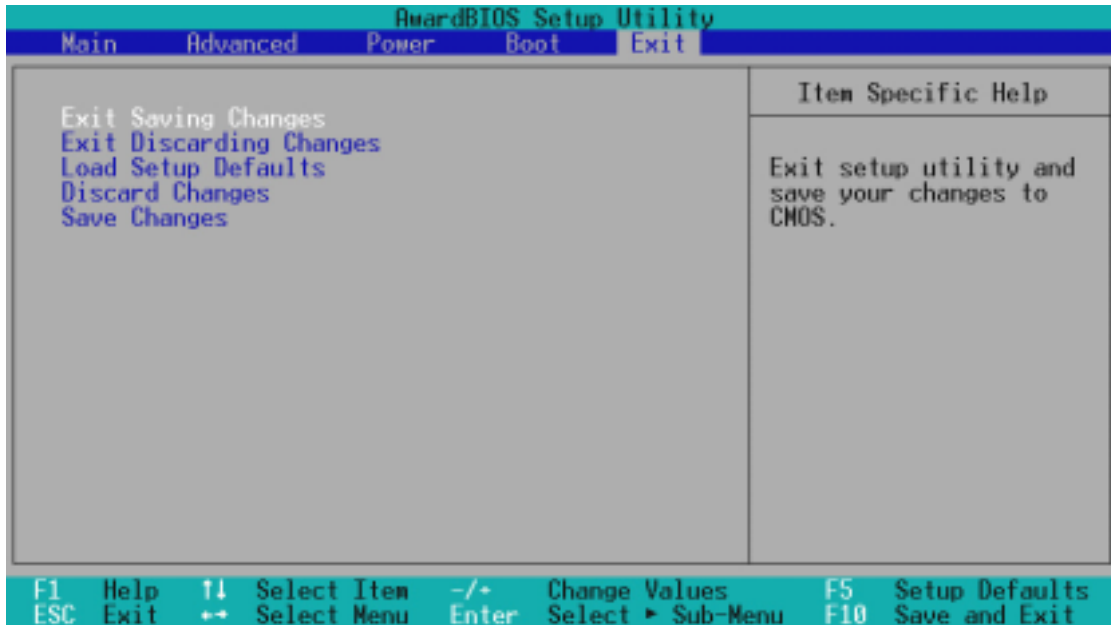 AwardBIOS Setup Utility
Main Advanced Power Boot Exit
Exit Saving Changes
Exit Discarding Changes
Load Setup Defaults
Discard Changes
Save Changes
Item Specific Help
Exit setup utility and
save your changes to
CMOS.
F1 Help ↑↓ Select Item -/+ Change Values F5 Setup Defaults
ESC Exit ←→ Select Menu Enter Select ► Sub-Menu F10 Save and Exit